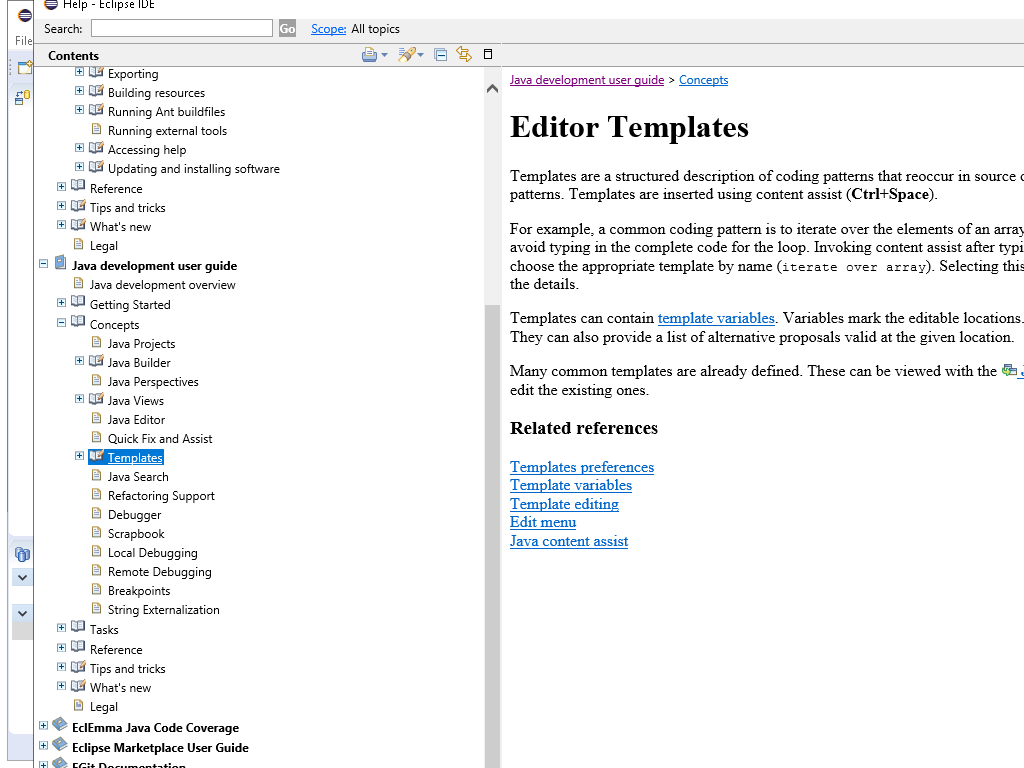 Help - Eclipse IDE
File
Search:
Go
Scope: All topics
Contents
Exporting
Building resources
Running Ant buildfiles
Running external tools
Accessing help
Updating and installing software
Reference
Tips and tricks
What's new
Legal
Java development user guide
Java development overview
Getting Started
Concepts
Java Projects
Java Builder
Java Perspectives
Java Views
Java Editor
Quick Fix and Assist
Templates
Java Search
Refactoring Support
Debugger
Scrapbook
Local Debugging
Remote Debugging
Breakpoints
String Externalization
Tasks
Reference
Tips and tricks
What's new
Legal
EclEmma Java Code Coverage
Eclipse Marketplace User Guide
EGit Documentation
Java development user guide > Concepts
Editor Templates
Templates are a structured description of coding patterns that reoccur in source
patterns. Templates are inserted using content assist (Ctrl+Space).
For example, a common coding pattern is to iterate over the elements of an array
avoid typing in the complete code for the loop. Invoking content assist after typi
choose the appropriate template by name (iterate over array). Selecting this
the details.
Templates can contain template variables. Variables mark the editable locations.
They can also provide a list of alternative proposals valid at the given location.
Many common templates are already defined. These can be viewed with the
edit the existing ones.
Related references
Templates preferences
Template variables
Template editing
Edit menu
Java content assist